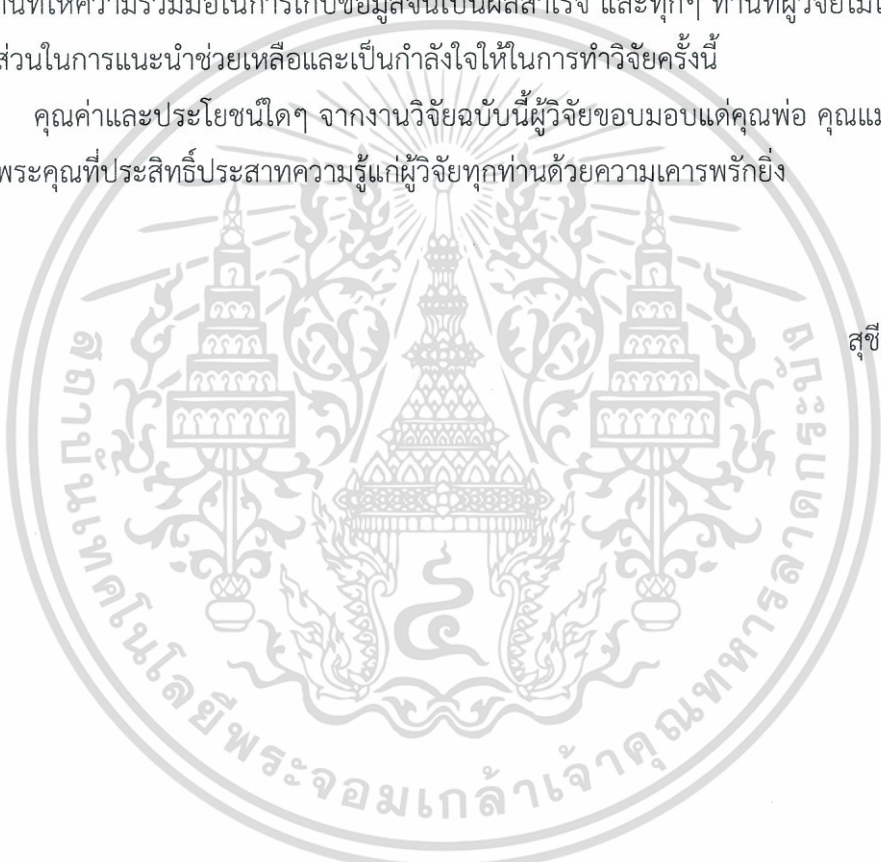 านที่ให้ความร่วมมือในการเก็บข้อมูลจนเป็นผลสำเร็จ และทุกๆ ท่านที่ผู้วิจัยไม่ไ
ส่วนในการแนะนำช่วยเหลือและเป็นกำลังใจให้ในการทำวิจัยครั้งนี้
คุณค่าและประโยชน์ใดๆ จากงานวิจัยฉบับนี้ผู้วิจัยขอบมอบแด่คุณพ่อ คุณแม
พระคุณที่ประสิทธิ์ประสาทความรู้แก่ผู้วิจัยทุกท่านด้วยความเคารพรักยิ่ง
สุชี
สถาบันเทคโนโลยีพระจอมเกล้าเจ้าคุณทหารลาดกระบัง
๔